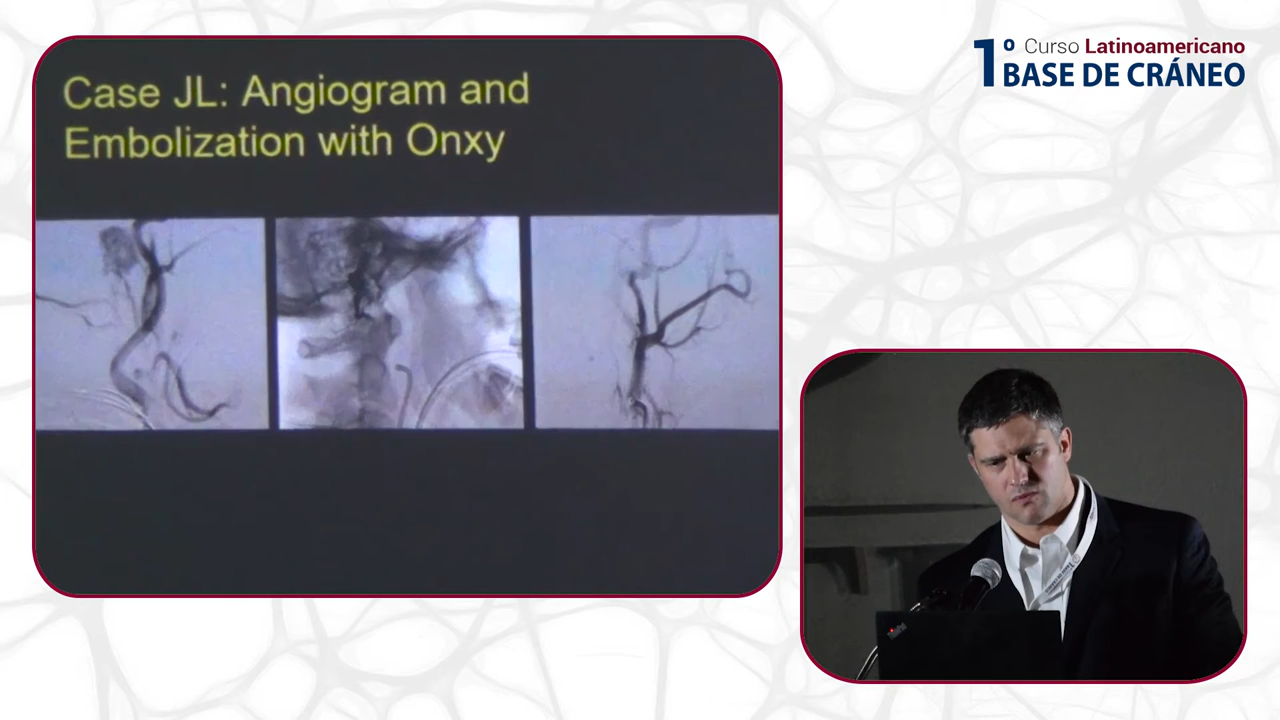 Case JL: Angiogram and
Embolization with Onxy
1º Curso Latinoamericano
BASE DE CRÁNEO